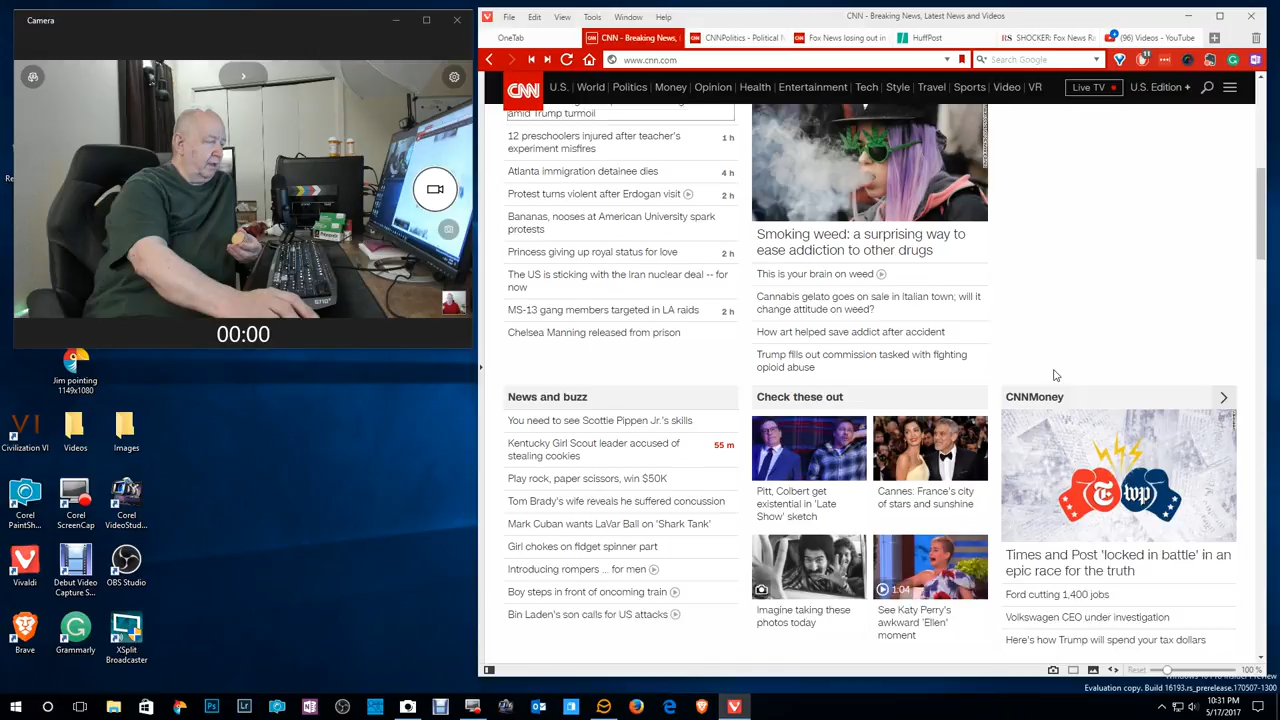 Camera
00:00
Jim pointing
1149x1080
Civilization VI
Videos
Images
Corel
PaintSh...
Corel
ScreenCap
Corel
VideoStud...
Vivaldi
Debut Video
Capture S...
OBS Studio
Brave
Grammarly
XSplit
Broadcaster
File Edit View Tools Window Help
CNN - Breaking News, Latest News and Videos
OneTab
CNN - Breaking News,
CNNPolitics - Political N
Fox News losing out in
HuffPost
SHOCKER: Fox News Ra
(96) Videos - YouTube
www.cnn.com
Search Google
CNN
U.S. World Politics Money Opinion Health Entertainment Tech Style Travel Sports Video VR
Live TV
U.S. Edition +
amid Trump turmoil
12 preschoolers injured after teacher's
experiment misfires
1 h
Atlanta immigration detainee dies
4 h
Protest turns violent after Erdogan visit
2 h
Bananas, nooses at American University spark
protests
Princess giving up royal status for love
2 h
The US is sticking with the Iran nuclear deal -- for
now
MS-13 gang members targeted in LA raids
2 h
Chelsea Manning released from prison
Smoking weed: a surprising way to
ease addiction to other drugs
This is your brain on weed
Cannabis gelato goes on sale in Italian town; will it
change attitude on weed?
How art helped save addict after accident
Trump fills out commission tasked with fighting
opioid abuse
News and buzz
You need to see Scottie Pippen Jr.'s skills
Kentucky Girl Scout leader accused of
stealing cookies
55 m
Play rock, paper scissors, win $50K
Tom Brady's wife reveals he suffered concussion
Mark Cuban wants LaVar Ball on 'Shark Tank'
Girl chokes on fidget spinner part
Introducing rompers ... for men
Boy steps in front of oncoming train
Bin Laden's son calls for US attacks
Check these out
Pitt, Colbert get
existential in 'Late
Show' sketch
Cannes: France's city
of stars and sunshine
Imagine taking these
photos today
1:04
See Katy Perry's
awkward 'Ellen'
moment
CNNMoney
T wp
Times and Post 'locked in battle' in an
epic race for the truth
Ford cutting 1,400 jobs
Volkswagen CEO under investigation
Here's how Trump will spend your tax dollars
Reset
100 %
Evaluation copy. Build 16193.rs_prerelease.170507-1300
10:31 PM
5/17/2017